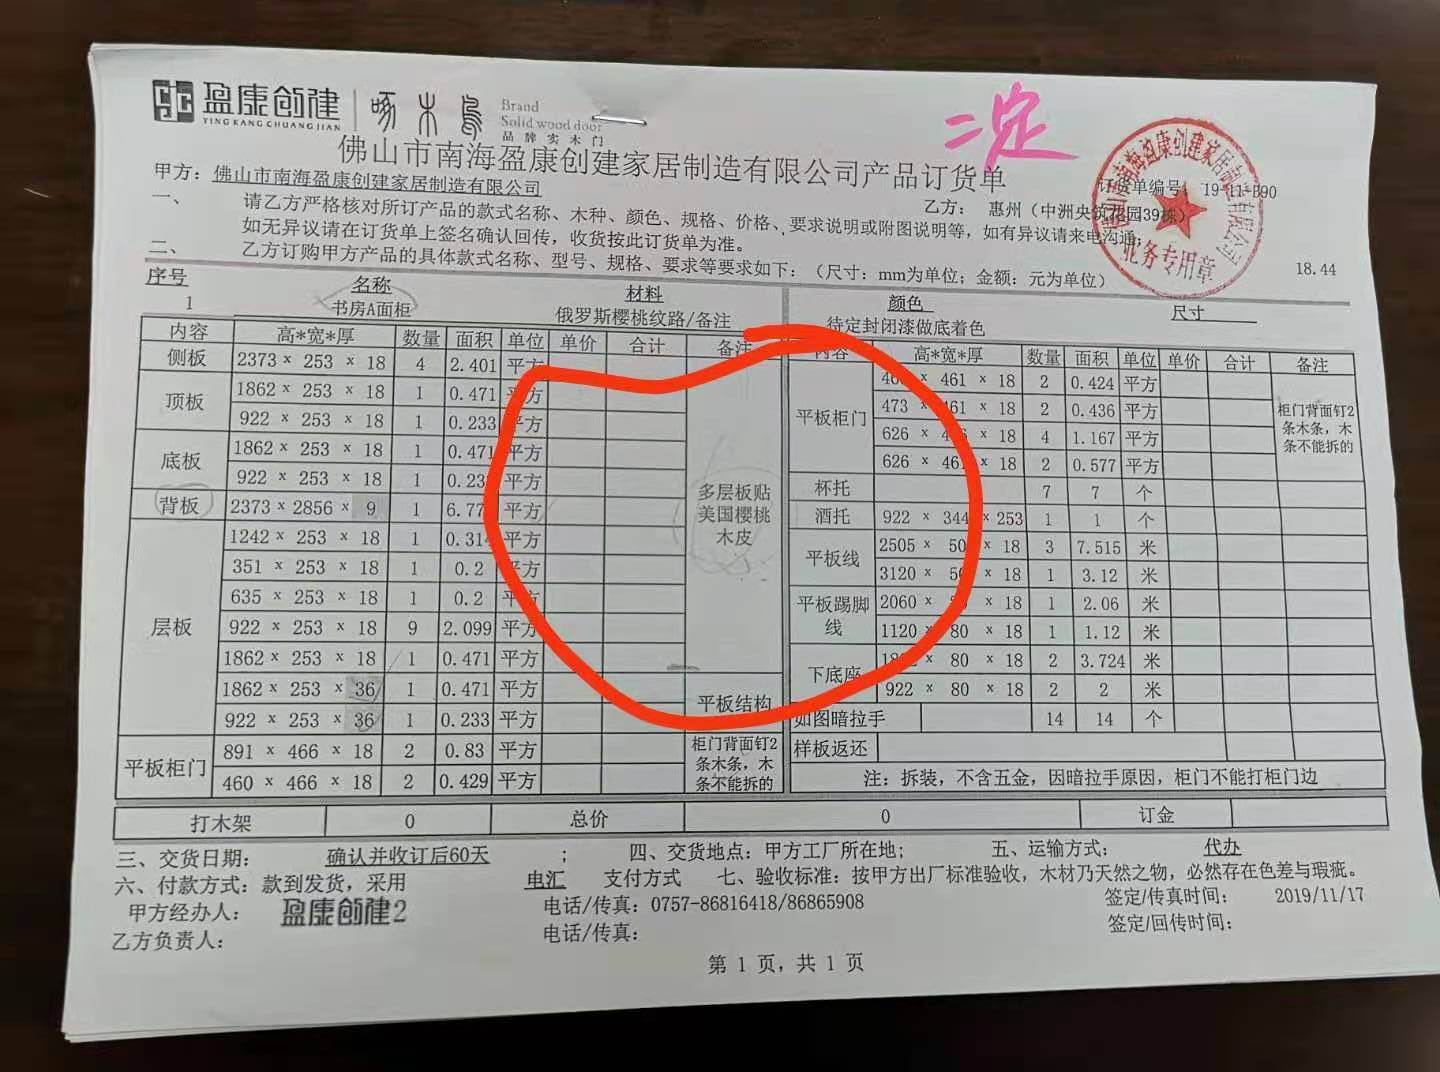 盈康创建 啄木鸟 Brand
YING KANG CHUANG JIAN Solid wood door
品牌实木门
二定
佛山市南海盈康创建家居制造有限公司产品订货单
甲方：佛山市南海盈康创建家居制造有限公司 订货单编号 19-11-B90
乙方： 惠州（中洲央筑花园39栋）
一、 请乙方严格核对所订产品的款式名称、木种、颜色、规格、价格、要求说明或附图说明等，如有异议请来电沟通，
如无异议请在订货单上签名确认回传，收货按此订货单为准。
二、 乙方订购甲方产品的具体款式名称、型号、规格、要求等要求如下：（尺寸：mm为单位；金额：元为单位） 18.44
业务专用章
序号 名称 材料 颜色 尺寸
1 书房A面柜 俄罗斯樱桃纹路/备注 待定封闭漆做底着色
内容 高*宽*厚 数量 面积 单位 单价 合计 备注 内容 高*宽*厚 数量 面积 单位 单价 合计 备注
侧板 2373 x 253 x 18 4 2.401 平方
顶板 1862 x 253 x 18 1 0.471 平方
922 x 253 x 18 1 0.233 平方
底板 1862 x 253 x 18 1 0.471 平方
922 x 253 x 18 1 平方
背板 2373 x 2856 x 9 1 平方
层板 1242 x 253 x 18 1 0.314 平方
351 x 253 x 18 1 0.2 平方
635 x 253 x 18 1 0.2 平方
922 x 253 x 18 9 2.099 平方
1862 x 253 x 18 1 0.471 平方
1862 x 253 x 36 1 0.471 平方
922 x 253 x 36 1 0.233 平方
平板柜门 891 x 466 x 18 2 0.83 平方
460 x 466 x 18 2 0.429 平方
多层板贴
美国樱桃
木皮
平板结构
柜门背面钉2
条木条，木
条不能拆的
平板柜门 x 461 x 18 2 0.424 平方
473 x 461 x 18 2 0.436 平方
626 x x 18 4 1.167 平方
626 x 461 x 18 2 0.577 平方
柜门背面钉2
条木条，木
条不能拆的
杯托 7 7 个
酒托 922 x 344 x 253 1 1 个
平板线 2505 x 50 x 18 3 7.515 米
3120 x 50 x 18 1 3.12 米
平板踢脚线 2060 x x 18 1 2.06 米
1120 x 80 x 18 1 1.12 米
下底座 x 80 x 18 2 3.724 米
922 x 80 x 18 2 2 米
如图暗拉手 14 14 个
样板返还
注：拆装，不含五金，因暗拉手原因，柜门不能打柜门边
打木架 0 总价 0 订金
三、交货日期： 确认并收订后60天 ； 四、交货地点：甲方工厂所在地； 五、运输方式： 代办
六、付款方式：款到发货，采用 电汇 支付方式 七、验收标准：按甲方出厂标准验收，木材乃天然之物，必然存在色差与瑕疵。
甲方经办人： 盈康创建2 电话/传真：0757-86816418/86865908 签定/传真时间： 2019/11/17
乙方负责人： 电话/传真： 签定/回传时间：
第 1 页，共 1 页